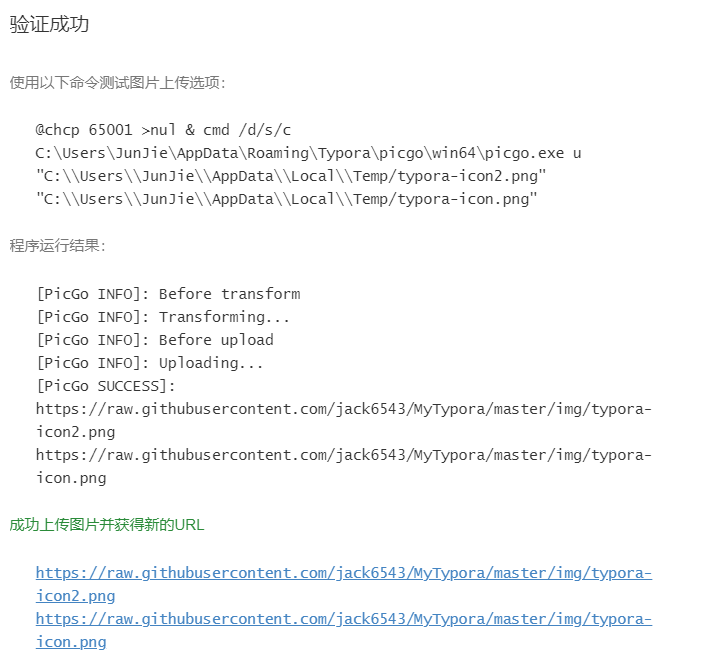 验证成功
使用以下命令测试图片上传选项：
@chcp 65001 >nul & cmd /d/s/c
C:\Users\JunJie\AppData\Roaming\Typora\picgo\win64\picgo.exe u
"C:\\Users\\JunJie\\AppData\\Local\\Temp/typora-icon2.png"
"C:\\Users\\JunJie\\AppData\\Local\\Temp/typora-icon.png"
程序运行结果：
[PicGo INFO]: Before transform
[PicGo INFO]: Transforming...
[PicGo INFO]: Before upload
[PicGo INFO]: Uploading...
[PicGo SUCCESS]:
https://raw.githubusercontent.com/jack6543/MyTypora/master/img/typora-
icon2.png
https://raw.githubusercontent.com/jack6543/MyTypora/master/img/typora-
icon.png
成功上传图片并获得新的URL
https://raw.githubusercontent.com/jack6543/MyTypora/master/img/typora-
icon2.png
https://raw.githubusercontent.com/jack6543/MyTypora/master/img/typora-
icon.png